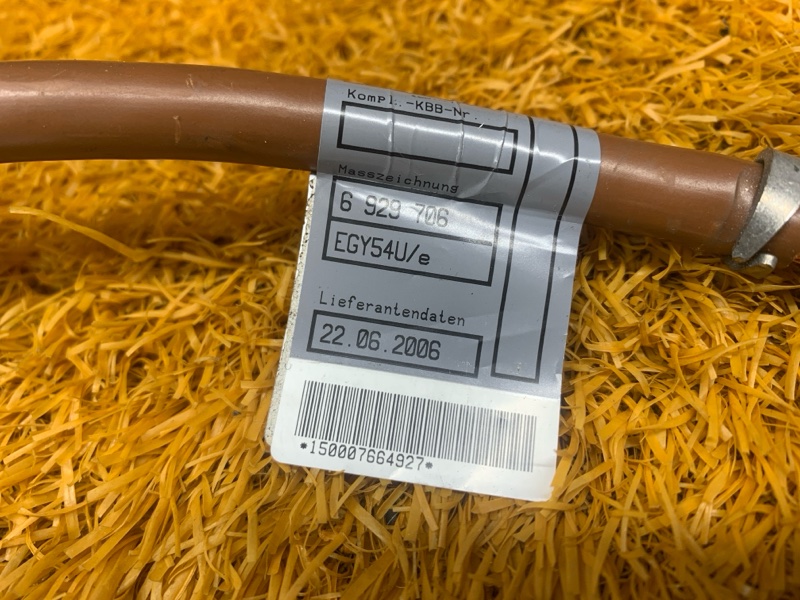 Kompl.-KBB-Nr.
Masszeichnung
6 929 706
EGY54U/e
Lieferantendaten
22.06.2006
*150007664927*